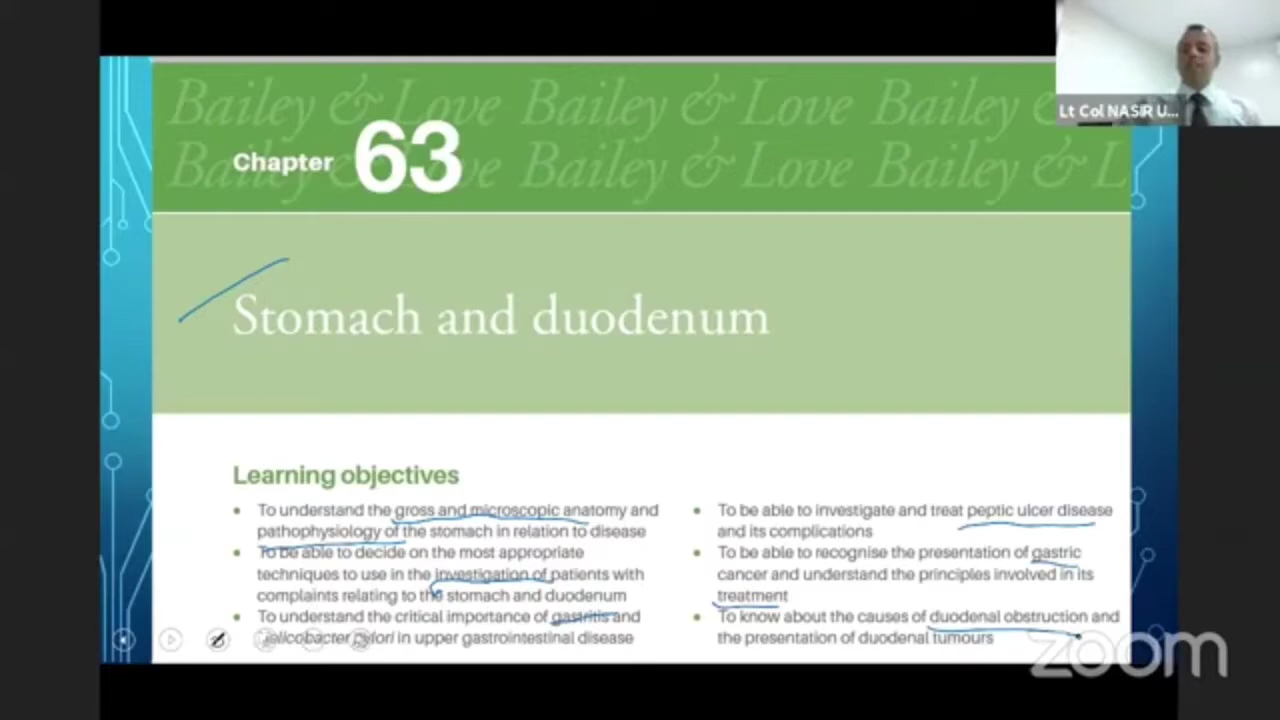 Bailey & Love Bailey & Love Bailey &
Lt Col NASIR U...
Bailey & Love Bailey & Love Bailey & L
Chapter 63
Stomach and duodenum
Learning objectives
To understand the gross and microscopic anatomy and
pathophysiology of the stomach in relation to disease
To be able to decide on the most appropriate
techniques to use in the investigation of patients with
complaints relating to the stomach and duodenum
To understand the critical importance of gastritis and
Helicobacter pylori in upper gastrointestinal disease
To be able to investigate and treat peptic ulcer disease
and its complications
To be able to recognise the presentation of gastric
cancer and understand the principles involved in its
treatment
To know about the causes of duodenal obstruction and
the presentation of duodenal tumours
zoom